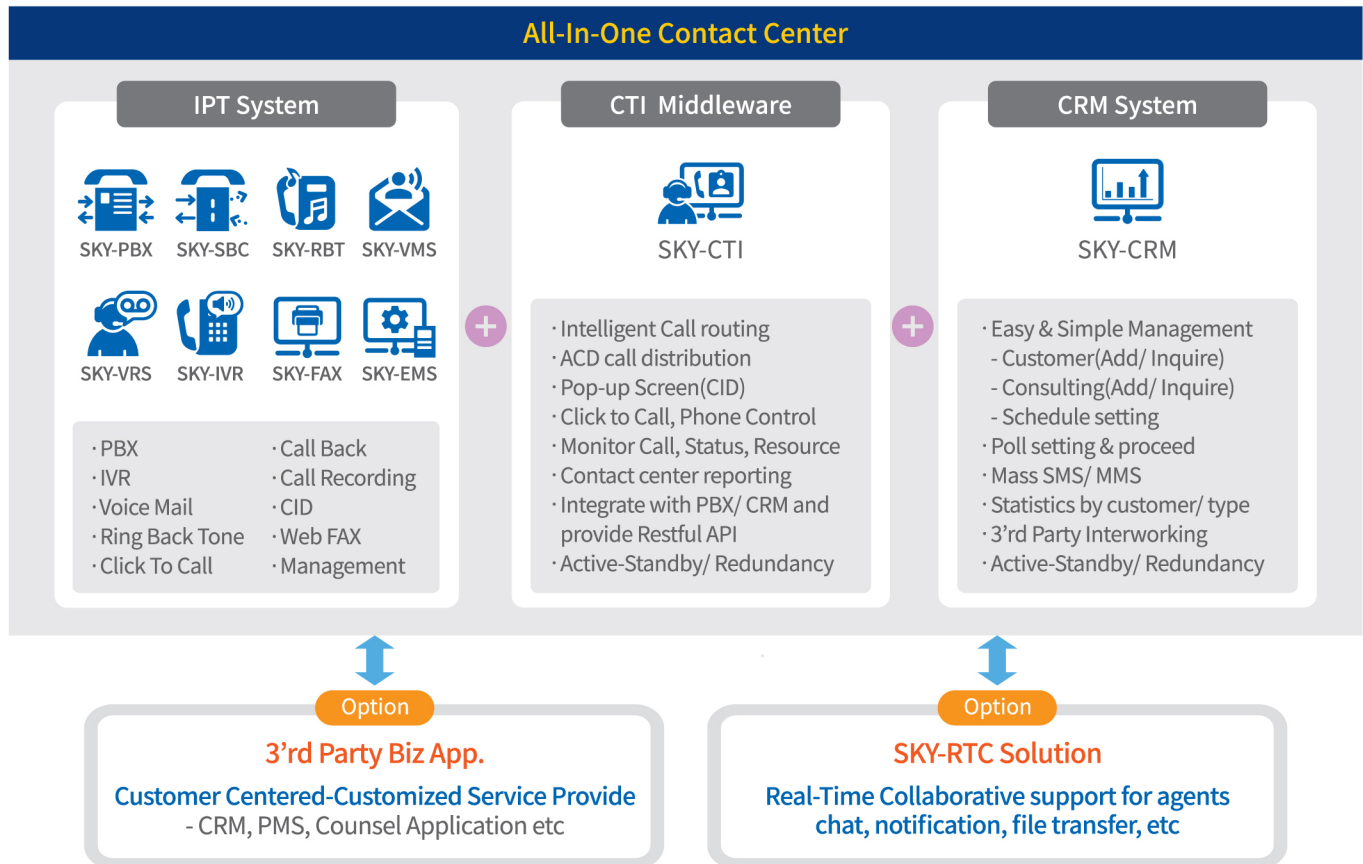 All-In-One Contact Center
IPT System
SKY-PBX
SKY-SBC
SKY-RBT
SKY-VMS
SKY-VRS
SKY-IVR
SKY-FAX
SKY-EMS
· PBX
· IVR
· Voice Mail
· Ring Back Tone
· Click To Call
· Call Back
· Call Recording
· CID
· Web FAX
· Management
CTI Middleware
SKY-CTI
· Intelligent Call routing
· ACD call distribution
· Pop-up Screen(CID)
· Click to Call, Phone Control
· Monitor Call, Status, Resource
· Contact center reporting
· Integrate with PBX/ CRM and
provide Restful API
· Active-Standby/ Redundancy
CRM System
SKY-CRM
· Easy & Simple Management
- Customer(Add/ Inquire)
- Consulting(Add/ Inquire)
- Schedule setting
· Poll setting & proceed
· Mass SMS/ MMS
· Statistics by customer/ type
· 3'rd Party Interworking
· Active-Standby/ Redundancy
Option
3'rd Party Biz App.
Customer Centered-Customized Service Provide
- CRM, PMS, Counsel Application etc
Option
SKY-RTC Solution
Real-Time Collaborative support for agents
chat, notification, file transfer, etc